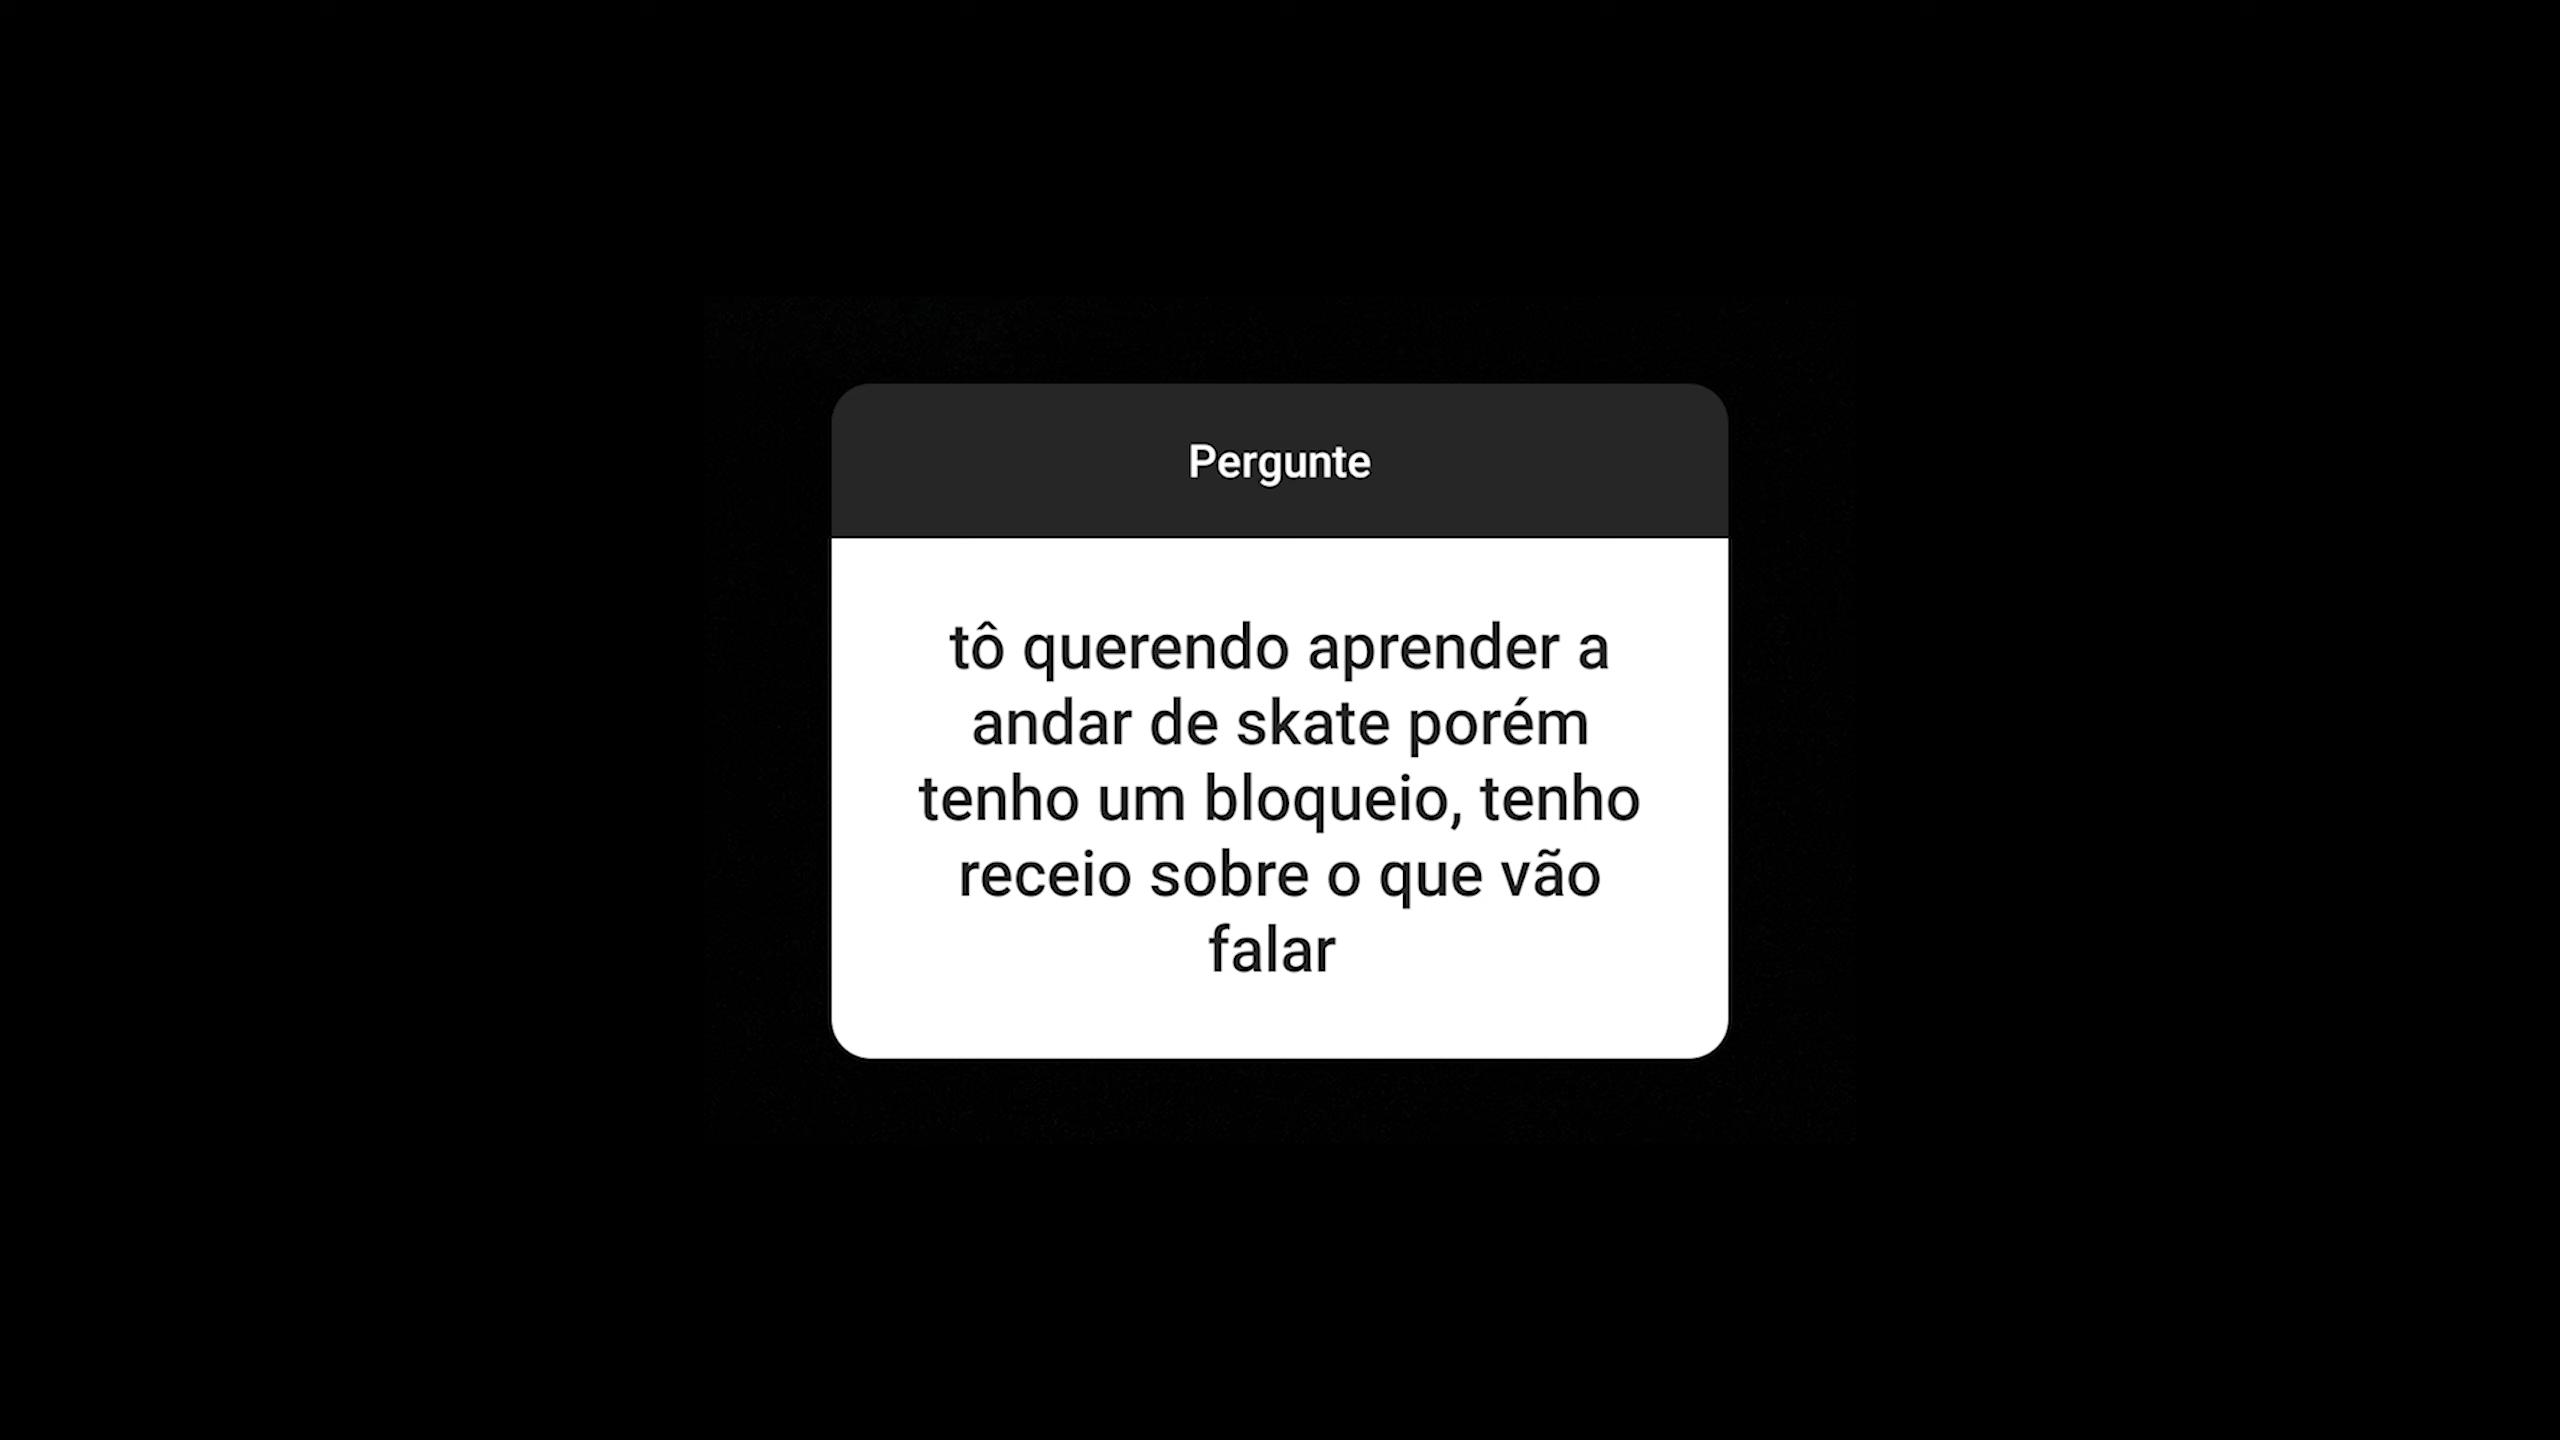 Pergunte
tô querendo aprender a
andar de skate porém
tenho um bloqueio, tenho
receio sobre o que vão
falar